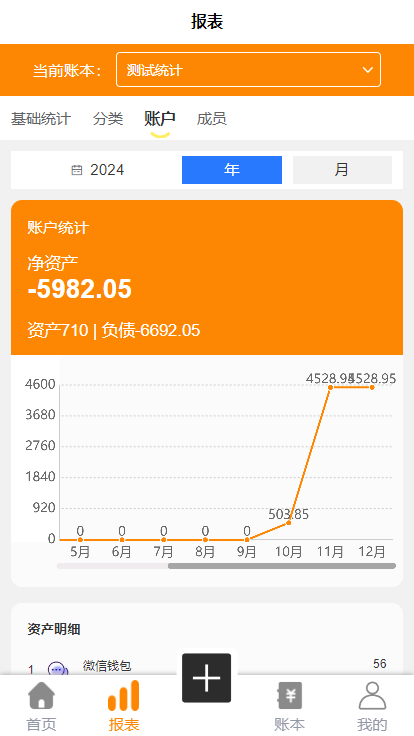 报表
当前账本： 测试统计
基础统计 分类 账户 成员
2024 年 月
账户统计
净资产
-5982.05
资产710 | 负债-6692.05
4528.95 4528.95
4600
3680
2760
1840
920
503.85
0 0 0 0 0
0
5月 6月 7月 8月 9月 10月 11月 12月
资产明细
1 微信钱包 56
首页 报表 账本 我的